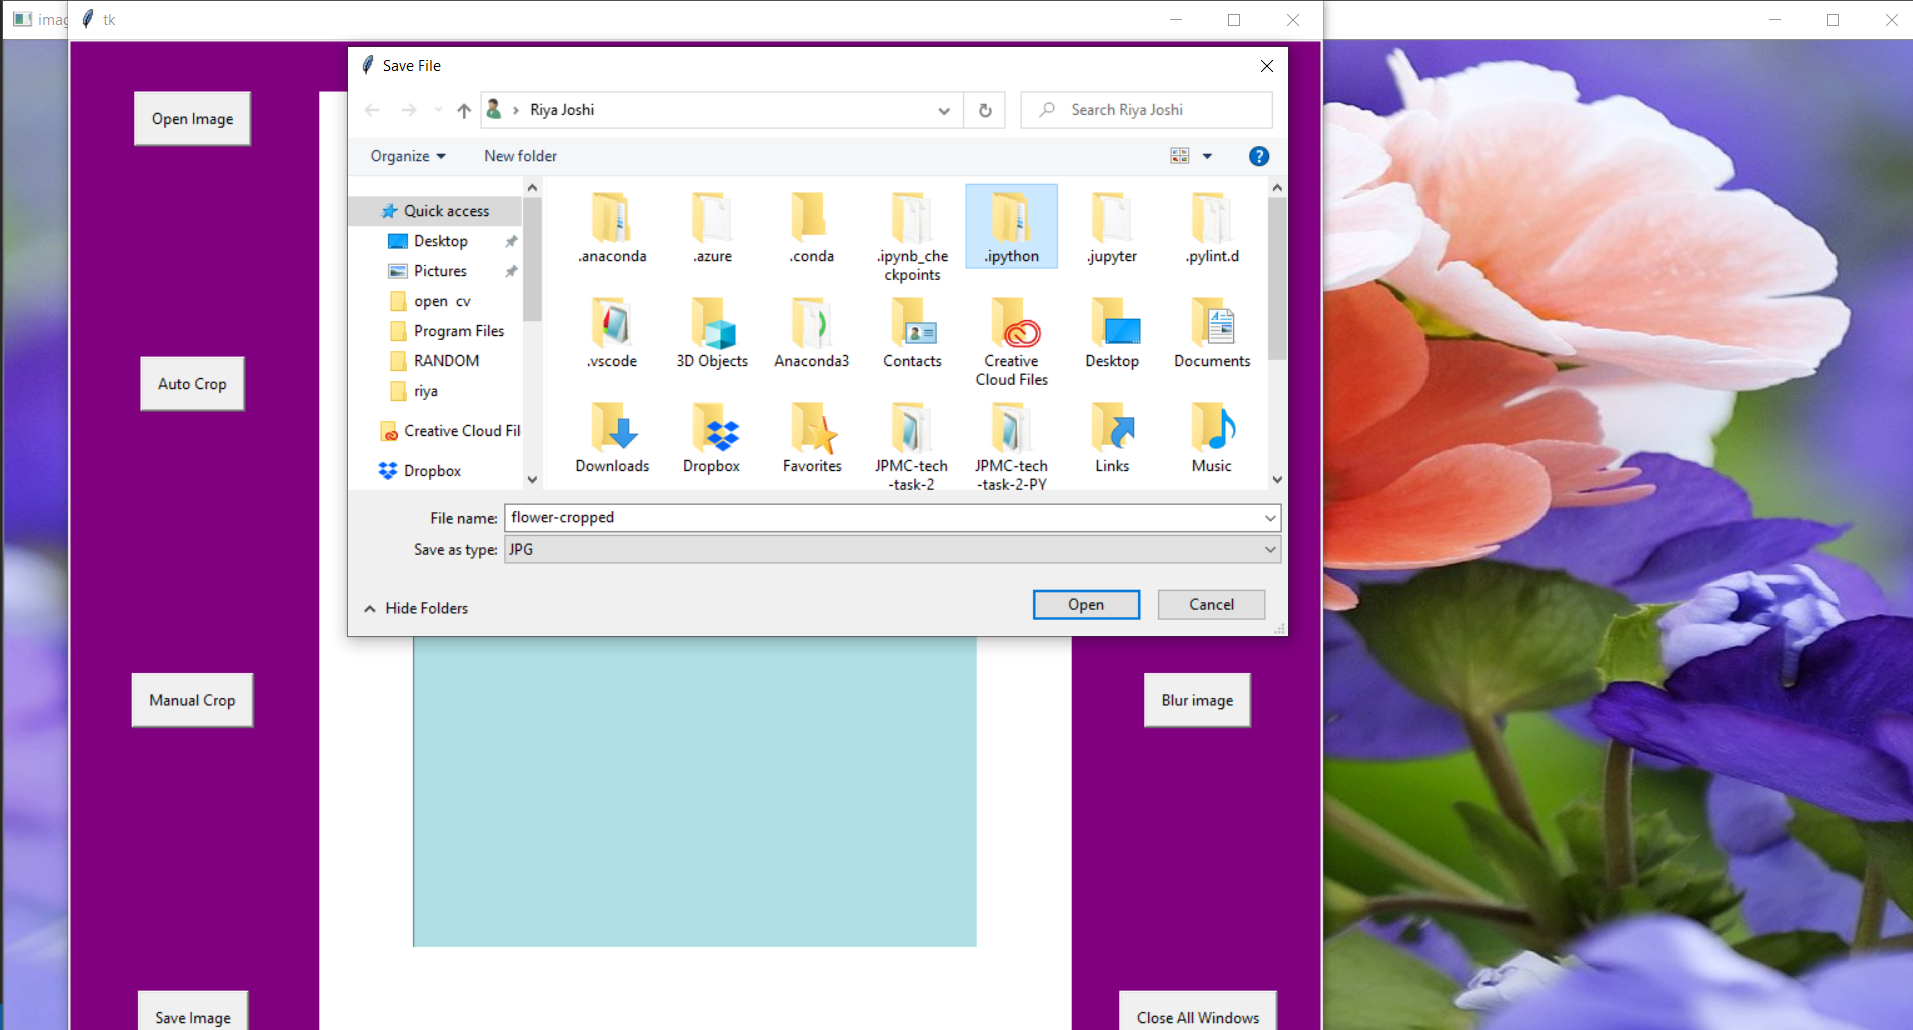 imag
tk
Save File
Riya Joshi
Search Riya Joshi
Organize
New folder
Quick access
Desktop
Pictures
open cv
Program Files
RANDOM
riya
Creative Cloud Fil
Dropbox
.anaconda
.azure
.conda
.ipynb_che
ckpoints
.ipython
.jupyter
.pylint.d
.vscode
3D Objects
Anaconda3
Contacts
Creative
Cloud Files
Desktop
Documents
Downloads
Dropbox
Favorites
JPMC-tech
-task-2
JPMC-tech
-task-2-PY
Links
Music
File name: flower-cropped
Save as type: JPG
Hide Folders
Open
Cancel
Open Image
Auto Crop
Manual Crop
Blur image
Save Image
Close All Windows